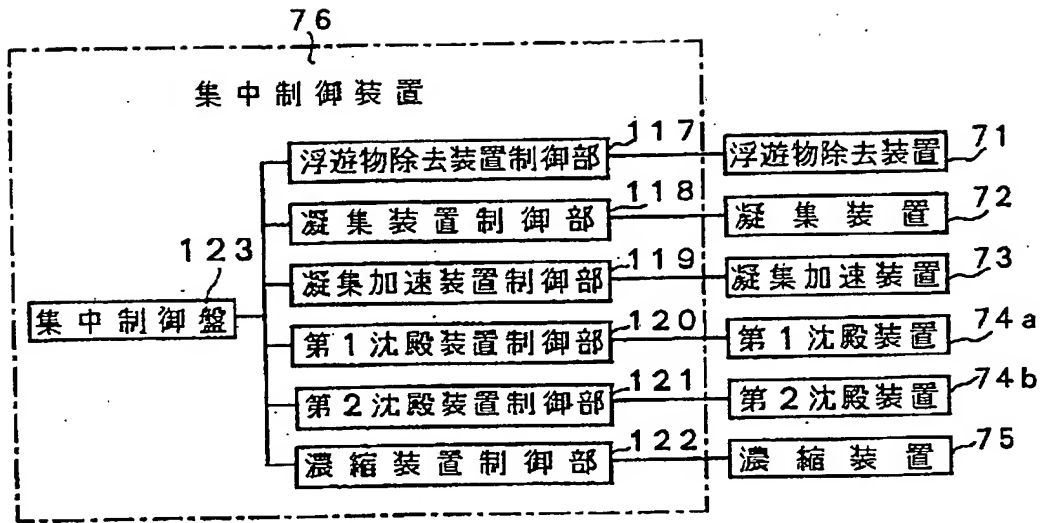 76
集中制御装置
117
浮遊物除去装置制御部
浮遊物除去装置
71
118
凝集装置制御部
凝集装置
72
123
集中制御盤
119
凝集加速装置制御部
凝集加速装置
73
120
第1沈殿装置制御部
第1沈殿装置
74a
121
第2沈殿装置制御部
第2沈殿装置
74b
122
濃縮装置制御部
濃縮装置
75